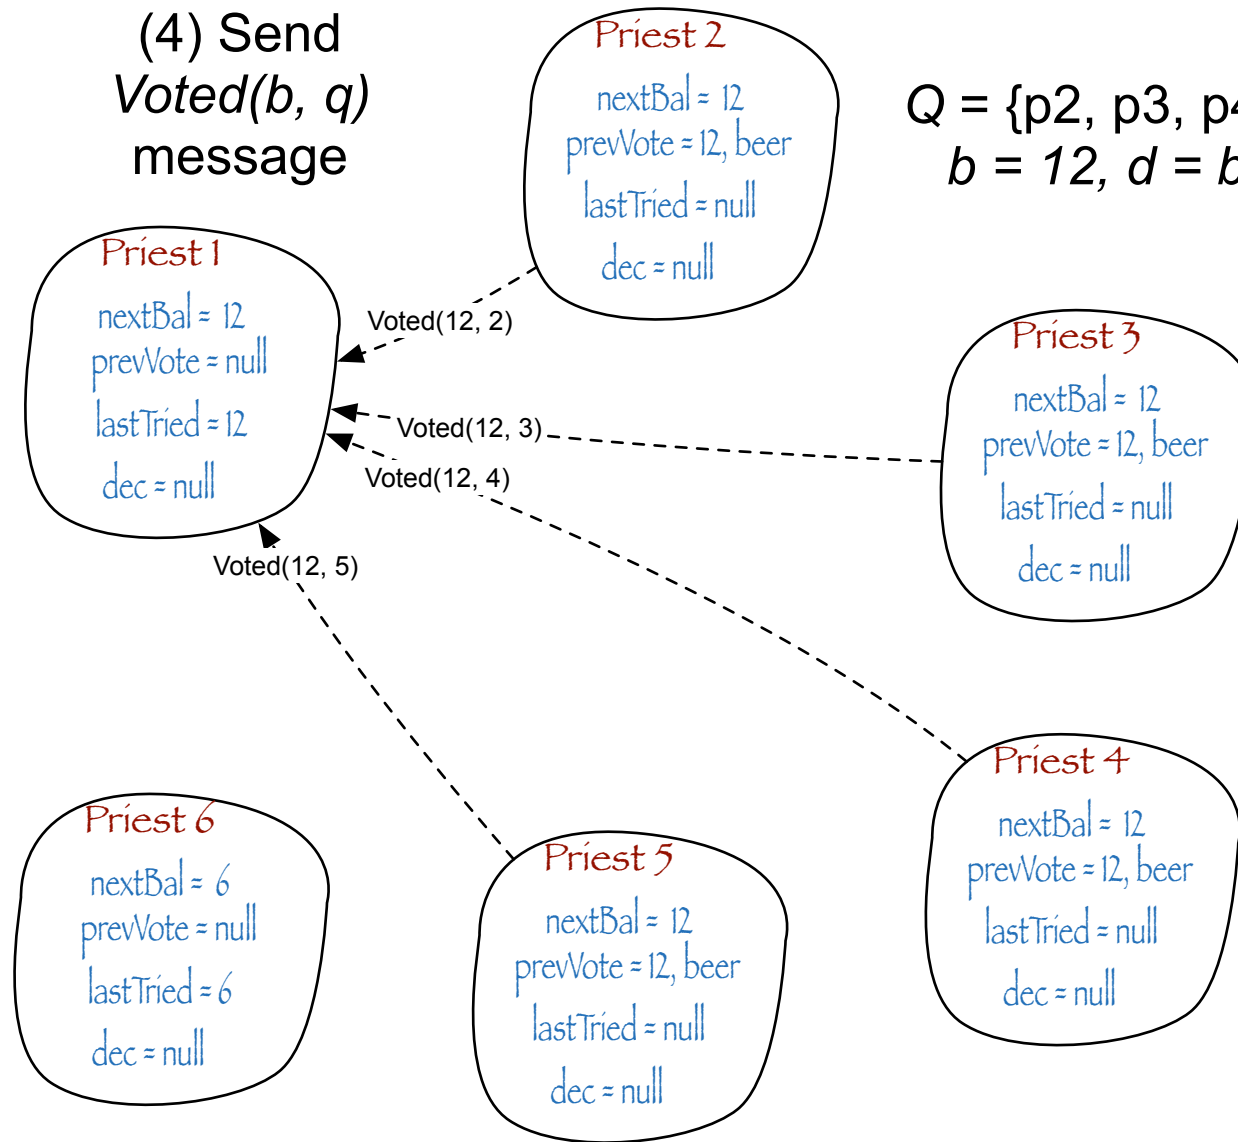 (4) Send
Voted(b, q)
message
Q = {p2, p3, p4
b = 12, d = b
Priest 2
nextBal = 12
prevVote = 12, beer
lastTried = null
dec = null
Priest 1
nextBal = 12
prevVote = null
lastTried = 12
dec = null
Voted(12, 2)
Voted(12, 3)
Voted(12, 4)
Voted(12, 5)
Priest 3
nextBal = 12
prevVote = 12, beer
lastTried = null
dec = null
Priest 4
nextBal = 12
prevVote = 12, beer
lastTried = null
dec = null
Priest 6
nextBal = 6
prevVote = null
lastTried = 6
dec = null
Priest 5
nextBal = 12
prevVote = 12, beer
lastTried = null
dec = null